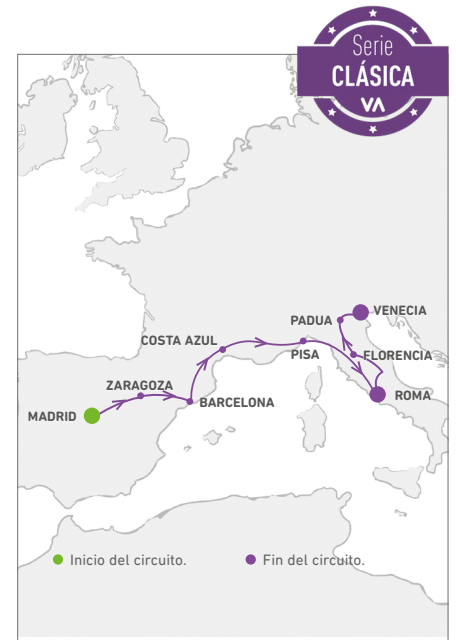 Serie
CLÁSICA
VA
VENECIA
PADUA
COSTA AZUL
PISA
FLORENCIA
ZARAGOZA
ROMA
BARCELONA
MADRID
Inicio del circuito.
Fin del circuito.